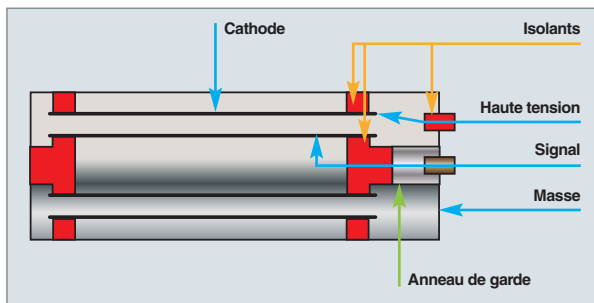 Cathode
Isolants
Haute tension
Signal
Masse
Anneau de garde